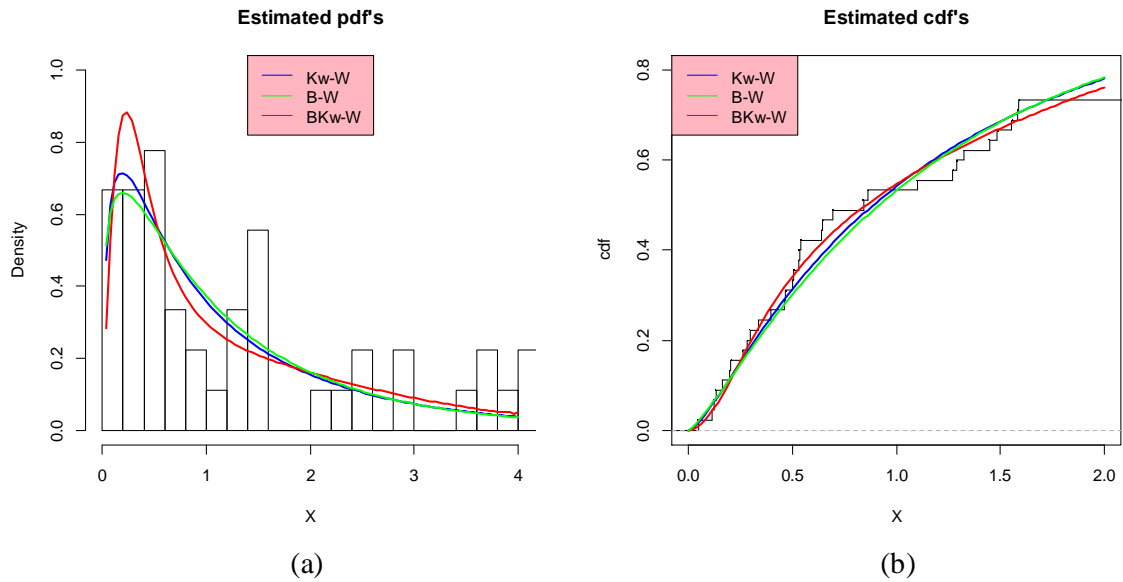 Estimated pdf's
Kw-W
B-W
BKw-W
Density
0.0 0.2 0.4 0.6 0.8 1.0
0 1 2 3 4
X
(a)
Estimated cdf's
Kw-W
B-W
BKw-W
cdf
0.0 0.2 0.4 0.6 0.8
0.0 0.5 1.0 1.5 2.0
X
(b)